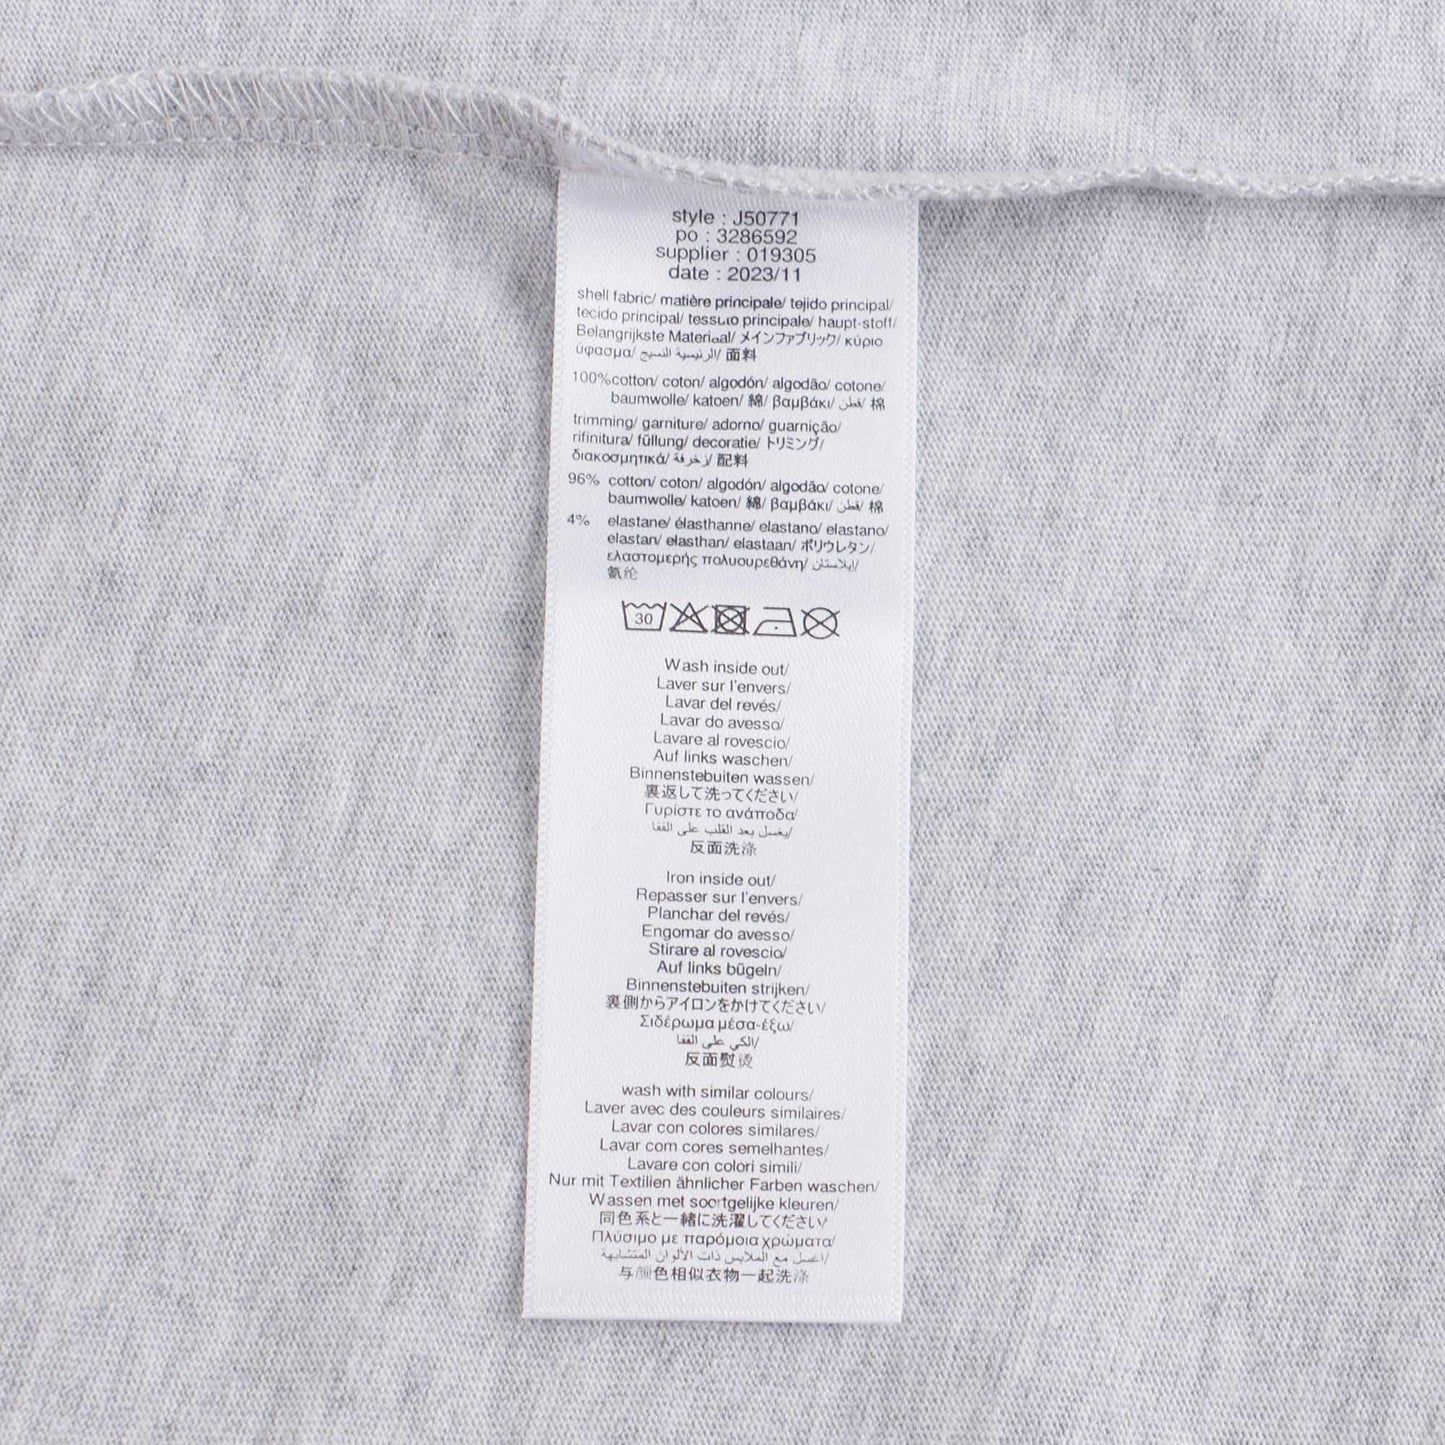 style : J50771
po : 3286592
supplier : 019305
date : 2023/11
shell fabric/ matière principale/ tejido principal/
tecido principal/ tessuto principale/ haupt-stoff/
Belangrijkste Materiaal/ メインファブリック/ κύριο
ύφασμα/ الرئيسية النسيج/ 面料
100%cotton/ coton/ algodón/ algodão/ cotone/
baumwolle/ katoen/ 綿/ βαμβάκι/ قطن/ 棉
trimming/ garniture/ adorno/ guarnição/
rifinitura/ füllung/ decoratie/ トリミング/
διακοσμητικά/ زخرفة/ 配料
96% cotton/ coton/ algodón/ algodão/ cotone/
baumwolle/ katoen/ 綿/ βαμβάκι/ قطن/ 棉
4% elastane/ élasthanne/ elastano/ elastano/
elastan/ elasthan/ elastaan/ ポリウレタン/
ελαστομερής πολυουρεθάνη/ إيلاستان/
氨纶
30
Wash inside out/
Laver sur l'envers/
Lavar del revés/
Lavar do avesso/
Lavare al rovescio/
Auf links waschen/
Binnenstebuiten wassen/
裏返して洗ってください/
Γυρίστε το ανάποδα/
يغسل بعد القلب على القفا/
反面洗涤
Iron inside out/
Repasser sur l'envers/
Planchar del revés/
Engomar do avesso/
Stirare al rovescio/
Auf links bügeln/
Binnenstebuiten strijken/
裏側からアイロンをかけてください/
Σιδέρωμα μέσα-έξω/
الكي على القفا/
反面熨烫
wash with similar colours/
Laver avec des couleurs similaires/
Lavar con colores similares/
Lavar com cores semelhantes/
Lavare con colori simili/
Nur mit Textilien ähnlicher Farben waschen/
Wassen met soortgelijke kleuren/
同色系と一緒に洗濯してください/
Πλύσιμο με παρόμοια χρώματα/
اغسل مع الملابس ذات الألوان المتشابهة/
与颜色相似衣物一起洗涤